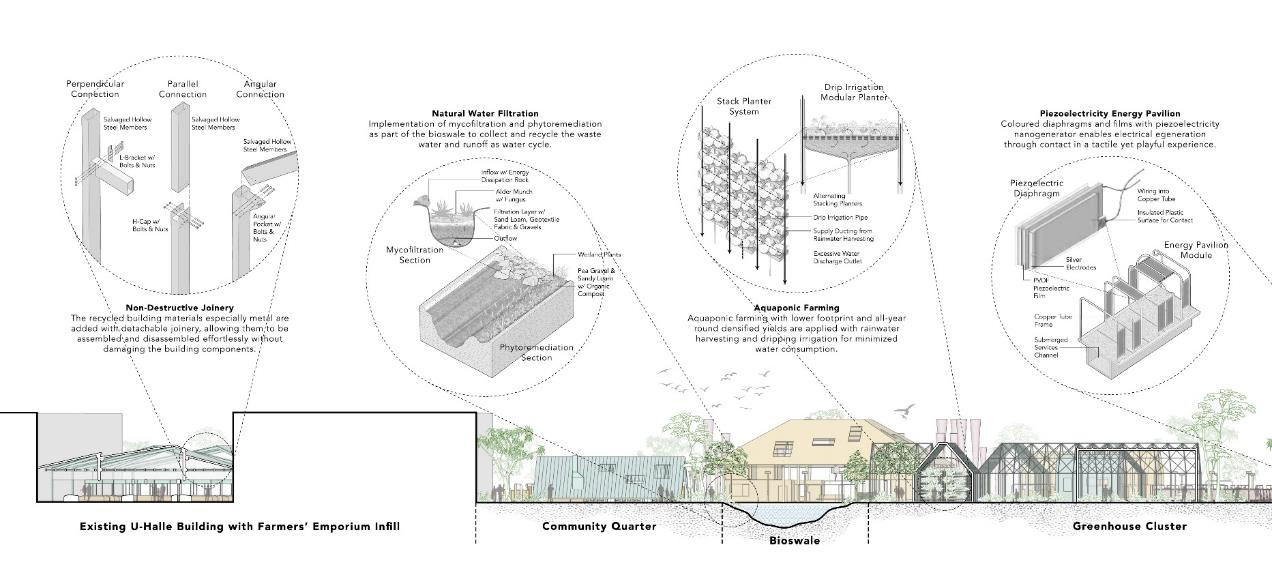 Perpendicular
Connection
Parallel
Connection
Angular
Connection
Salvaged Hollow
Steel Members
L-Bracket w/
Bolts & Nuts
Salvaged Hollow
Steel Members
H-Cap w/
Bolts & Nuts
Salvaged Hollow
Steel Members
Angular
Pocket w/
Bolts &
Nuts
Non-Destructive Joinery
The recycled building materials especially metal are
added with detachable joinery, allowing them to be
assembled and disassembled effortlessly without
damaging the building components.
Natural Water Filtration
Implementation of mycofiltration and phytoremediation
as part of the bioswale to collect and recycle the waste
water and runoff as water cycle.
Inflow w/ Energy
Dissipation Rock
Alder Munch
w/ Fungus
Filtration Layer w/
Sand Loam, Geotextile
Fabric & Gravels
Outflow
Mycofiltration
Section
Wetland Plants
Pea Gravel &
Sandy Loam
w/ Organic
Compost
Phytoremediation
Section
Stack Planter
System
Drip Irrigation
Modular Planter
Alternating
Stacking Planters
Drip Irrigation Pipe
Supply Ducting from
Rainwater Harvesting
Excessive Water
Discharge Outlet
Aquaponic Farming
Aquaponic farming with lower footprint and all-year
round densified yields are applied with rainwater
harvesting and dripping irrigation for minimized
water consumption.
Piezoelectricity Energy Pavilion
Coloured diaphragms and films with piezoelectricity
nanogenerator enables electrical egeneration
through contact in a tactile yet playful experience.
Piezoelectric
Diaphragm
Wiring into
Copper Tube
Insulated Plastic
Surface for Contact
Silver
Electrodes
PVDF
Piezoelectric
Film
Energy Pavilion
Module
Copper Tube
Frame
Submerged
Services
Channel
Existing U-Halle Building with Farmers' Emporium Infill
Community Quarter
Bioswale
Greenhouse Cluster